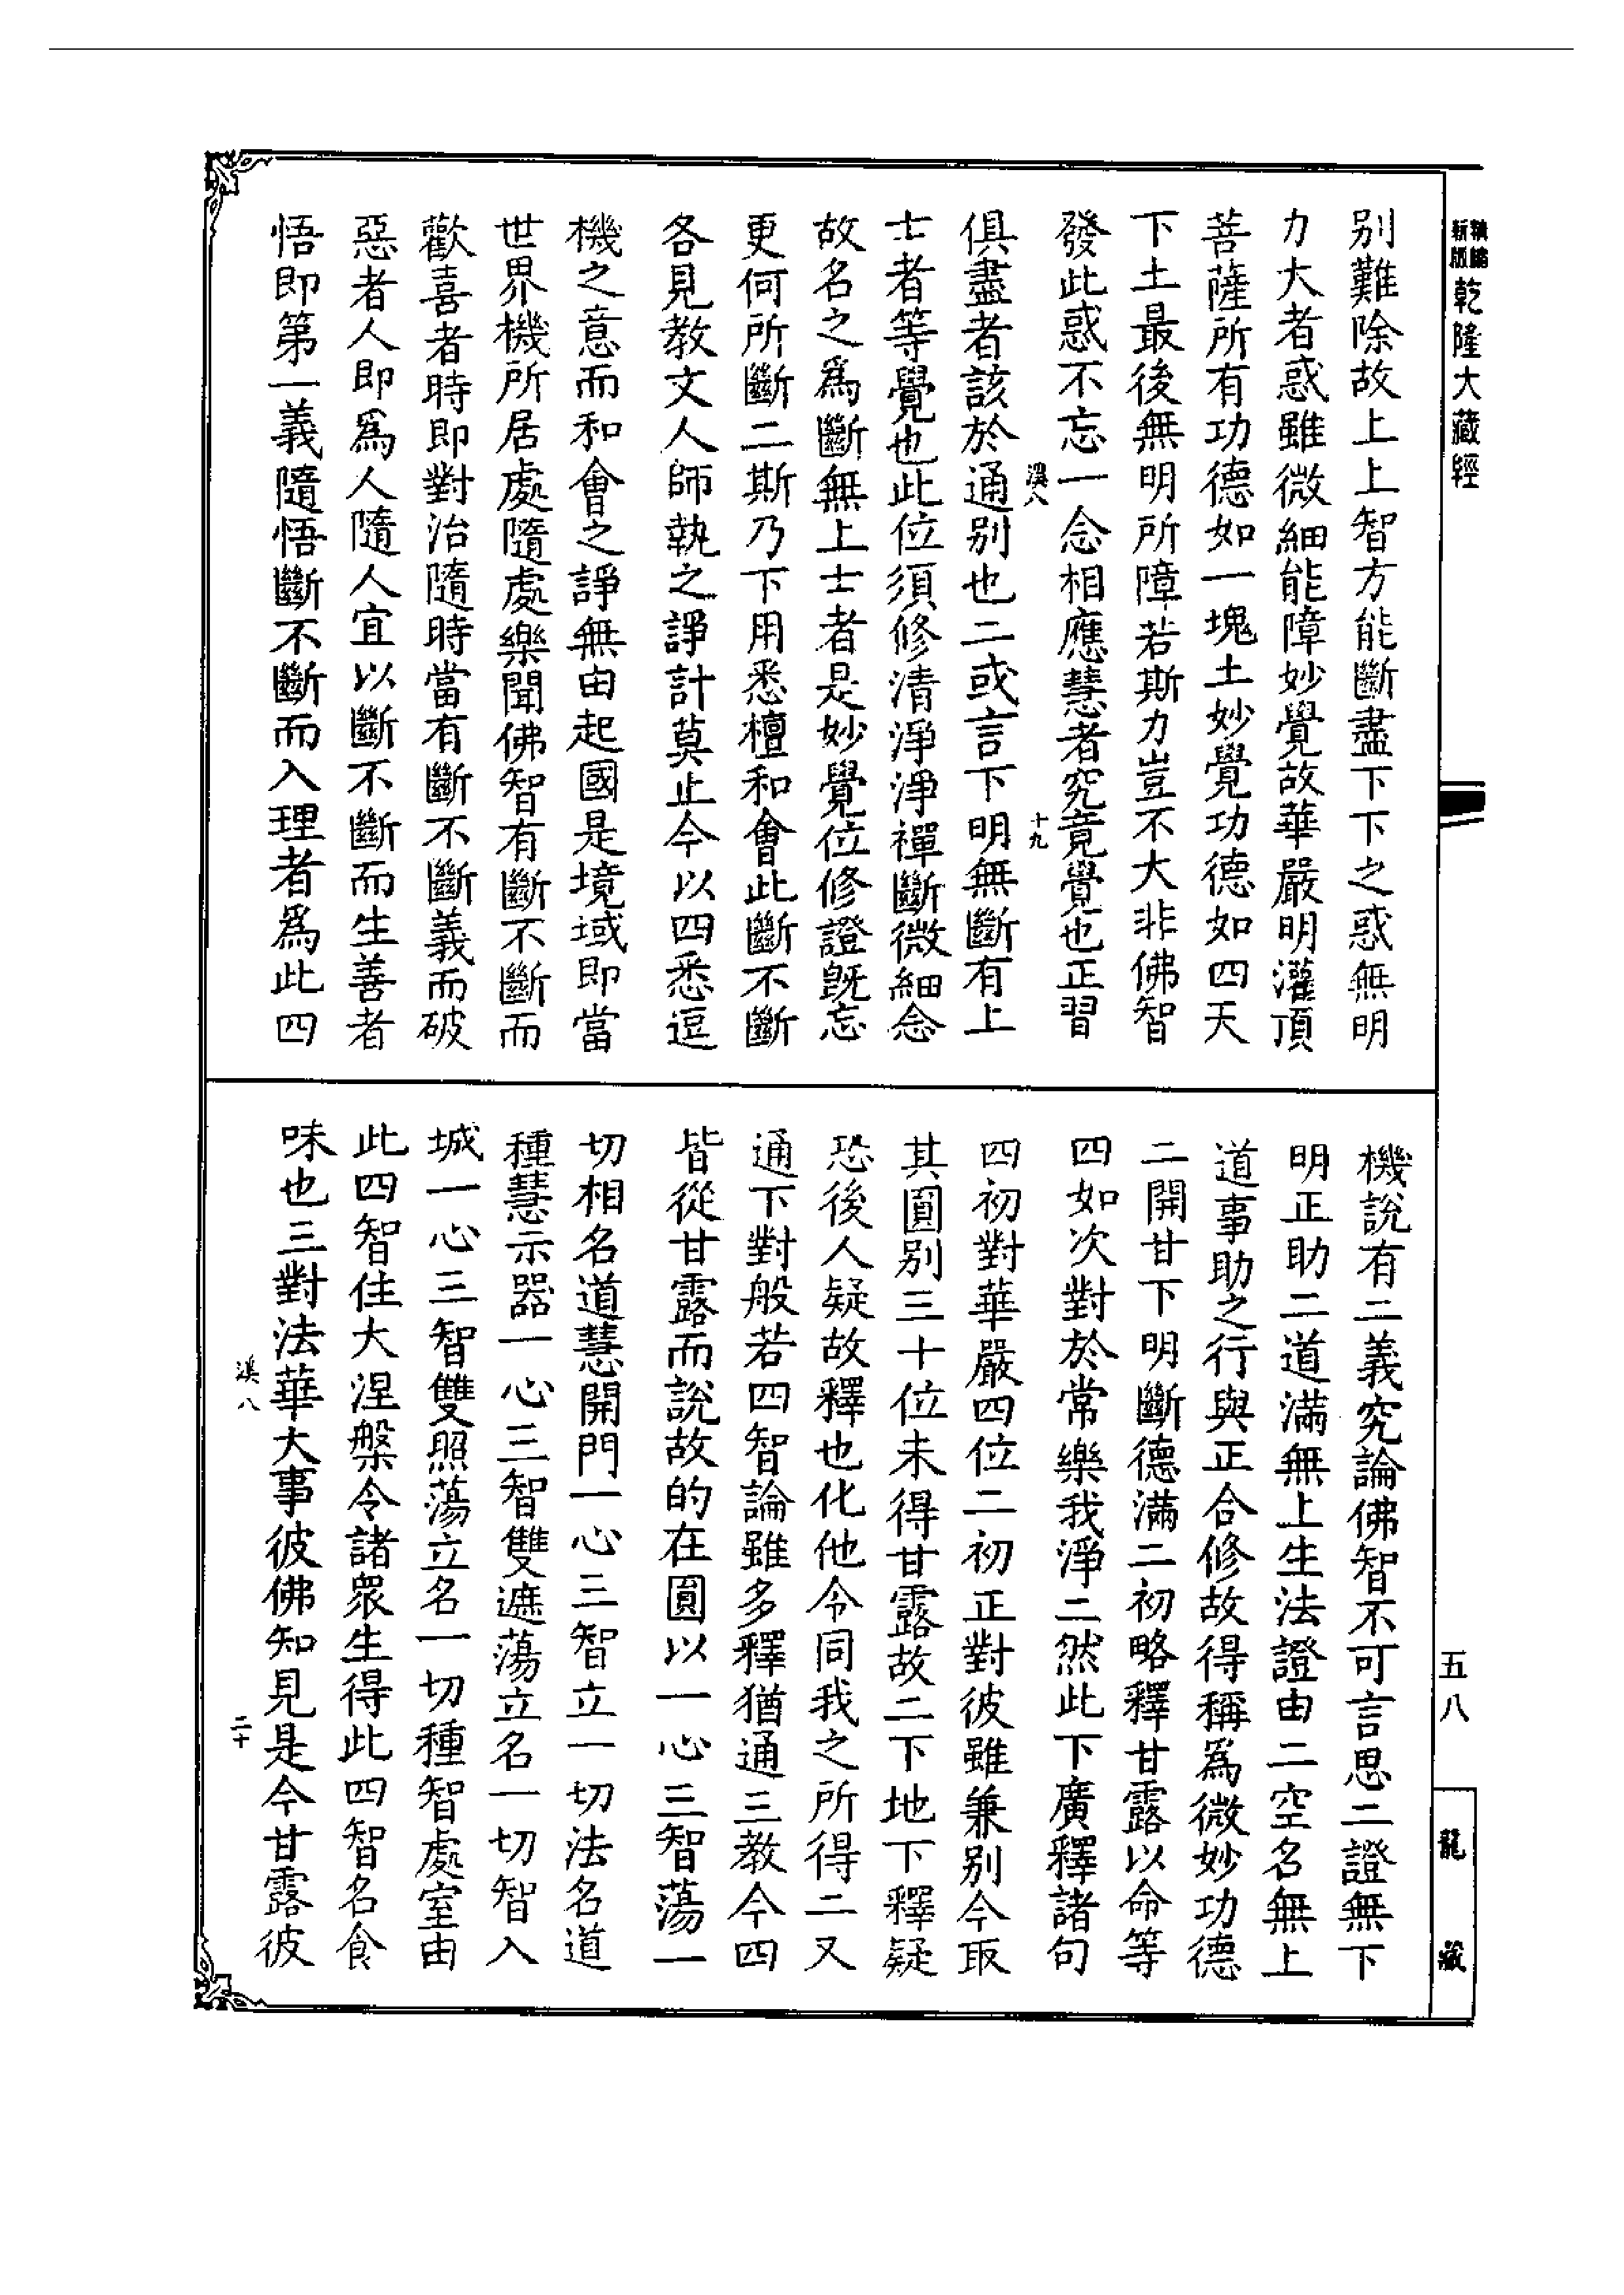 新編
新版
乾隆大藏經
别難除故上上智方能斷盡下下之惑無明
力大者惑雖微細能障妙覺故華嚴明灌頂
菩薩所有功德如一塊土妙覺功德如四天
下土最後無明所障若斯力豈不大非佛智
發此惑不忘一念相應慧者究竟覺也正習
溪八
十九
俱盡者該於通别也二或言下明無斷有上
士者等覺也此位須修清淨淨禪斷微細念
故名之爲斷無上士者是妙覺位修證既忘
更何所斷二斯乃下用悉檀和會此斷不斷
各見教文人師執之諍計莫止今以四悉逗
機之意而和會之諍無由起國是境域即當
世界機所居處隨處樂聞佛智有斷不斷而
歡喜者時即對治隨時當有斷不斷義而破
惡者人即爲人隨人宜以斷不斷而生善者
悟即第一義隨悟斷不斷而入理者爲此四
機說有二義究論佛智不可言思二證無下
明正助二道滿無上生法證由二空名無上
道事助之行與正合修故得稱爲微妙功德
二開甘下明斷德滿二初略釋甘露以命等
四如次對於常樂我淨二然此下廣釋諸句
四初對華嚴四位二初正對彼雖兼别今取
其圓别三十位未得甘露故二下地下釋疑
恐後人疑故釋也化他令同我之所得二又
通下對般若四智論雖多釋猶通三教今四
皆從甘露而說故的在圓以一心三智蕩一
切相名道慧開門一心三智立一切法名道
種慧示器一心三智雙遮蕩立名一切智入
城一心三智雙照蕩立名一切種智處室由
此四智住大涅槃令諸衆生得此四智名食
味也三對法華大事彼佛知見是今甘露彼
溪八
二十
五八
龍藏